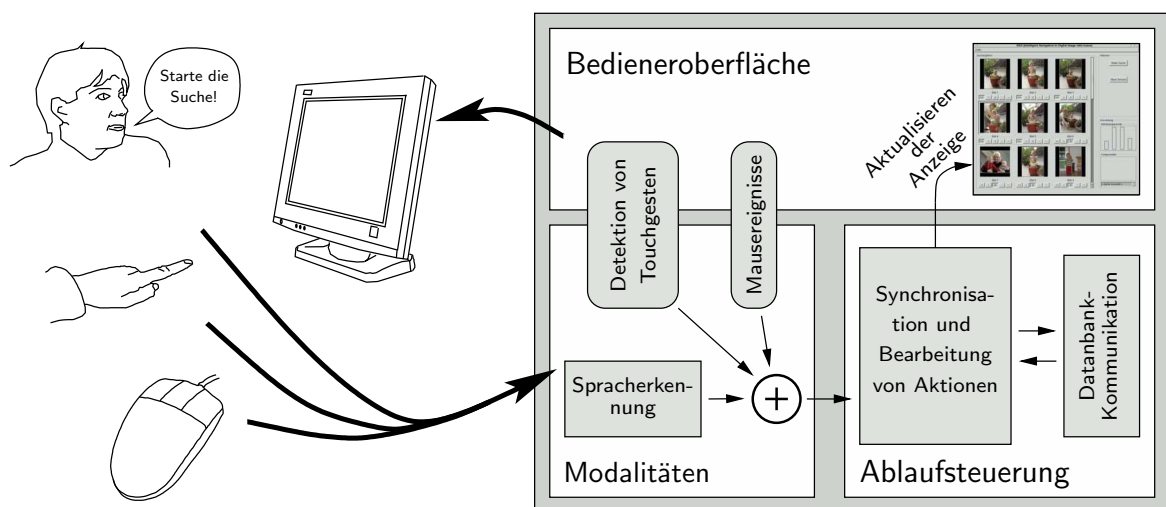 Starte die
Suche!
Bedieneroberfläche
Aktualisieren
der
Anzeige
Detektion von
Touchgesten
Mausereignisse
Spracherken-
nung
+
Modalitäten
Synchronisa-
tion und
Bearbeitung
von Aktionen
Datanbank-
Kommunikation
Ablaufsteuerung